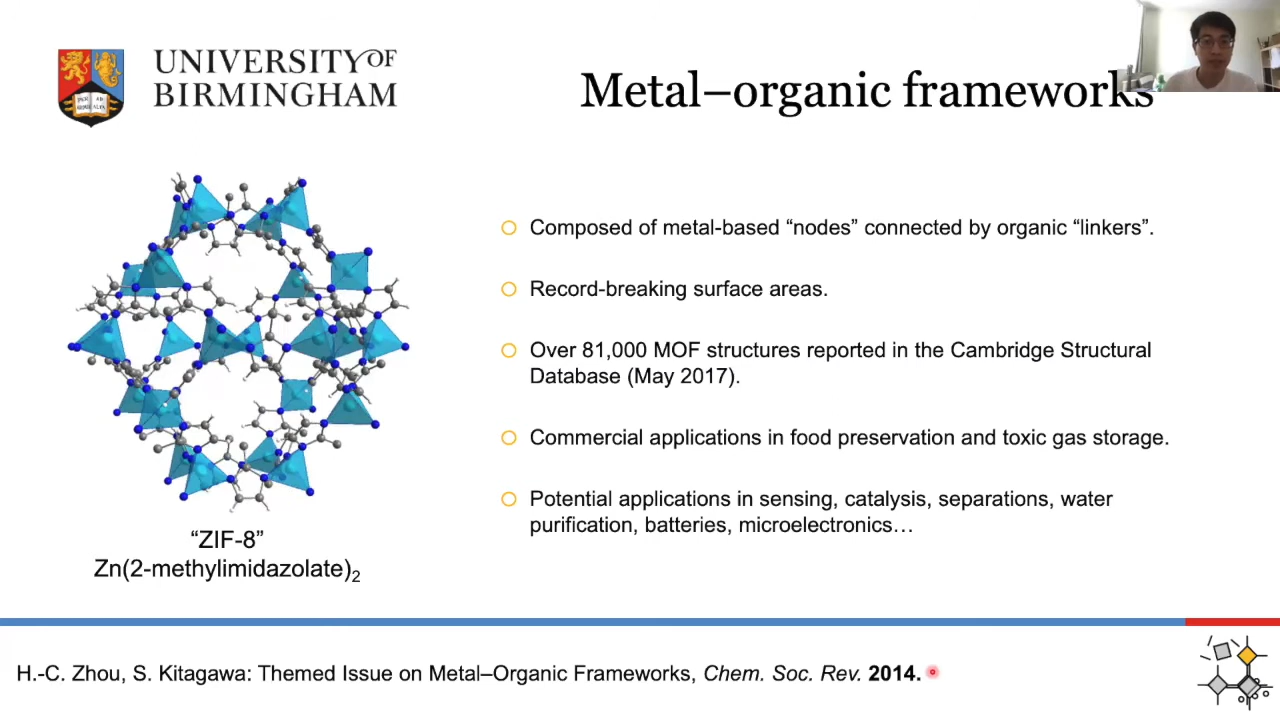 UNIVERSITY OF
BIRMINGHAM
Metal–organic frameworks
Composed of metal-based “nodes” connected by organic “linkers”.
Record-breaking surface areas.
Over 81,000 MOF structures reported in the Cambridge Structural
Database (May 2017).
Commercial applications in food preservation and toxic gas storage.
Potential applications in sensing, catalysis, separations, water
purification, batteries, microelectronics…
“ZIF-8”
Zn(2-methylimidazolate)₂
H.-C. Zhou, S. Kitagawa: Themed Issue on Metal–Organic Frameworks, Chem. Soc. Rev. 2014.